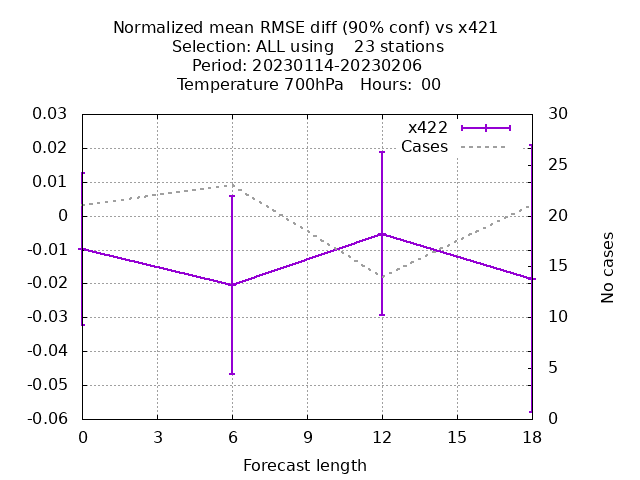 Normalized mean RMSE diff (90% conf) vs x421
Selection: ALL using    23 stations
Period: 20230114-20230206
Temperature 700hPa   Hours:  00
0.03
0.02
0.01
0
-0.01
-0.02
-0.03
-0.04
-0.05
-0.06
x422
Cases
30
25
20
15
10
5
0
No cases
0 3 6 9 12 15 18
Forecast length